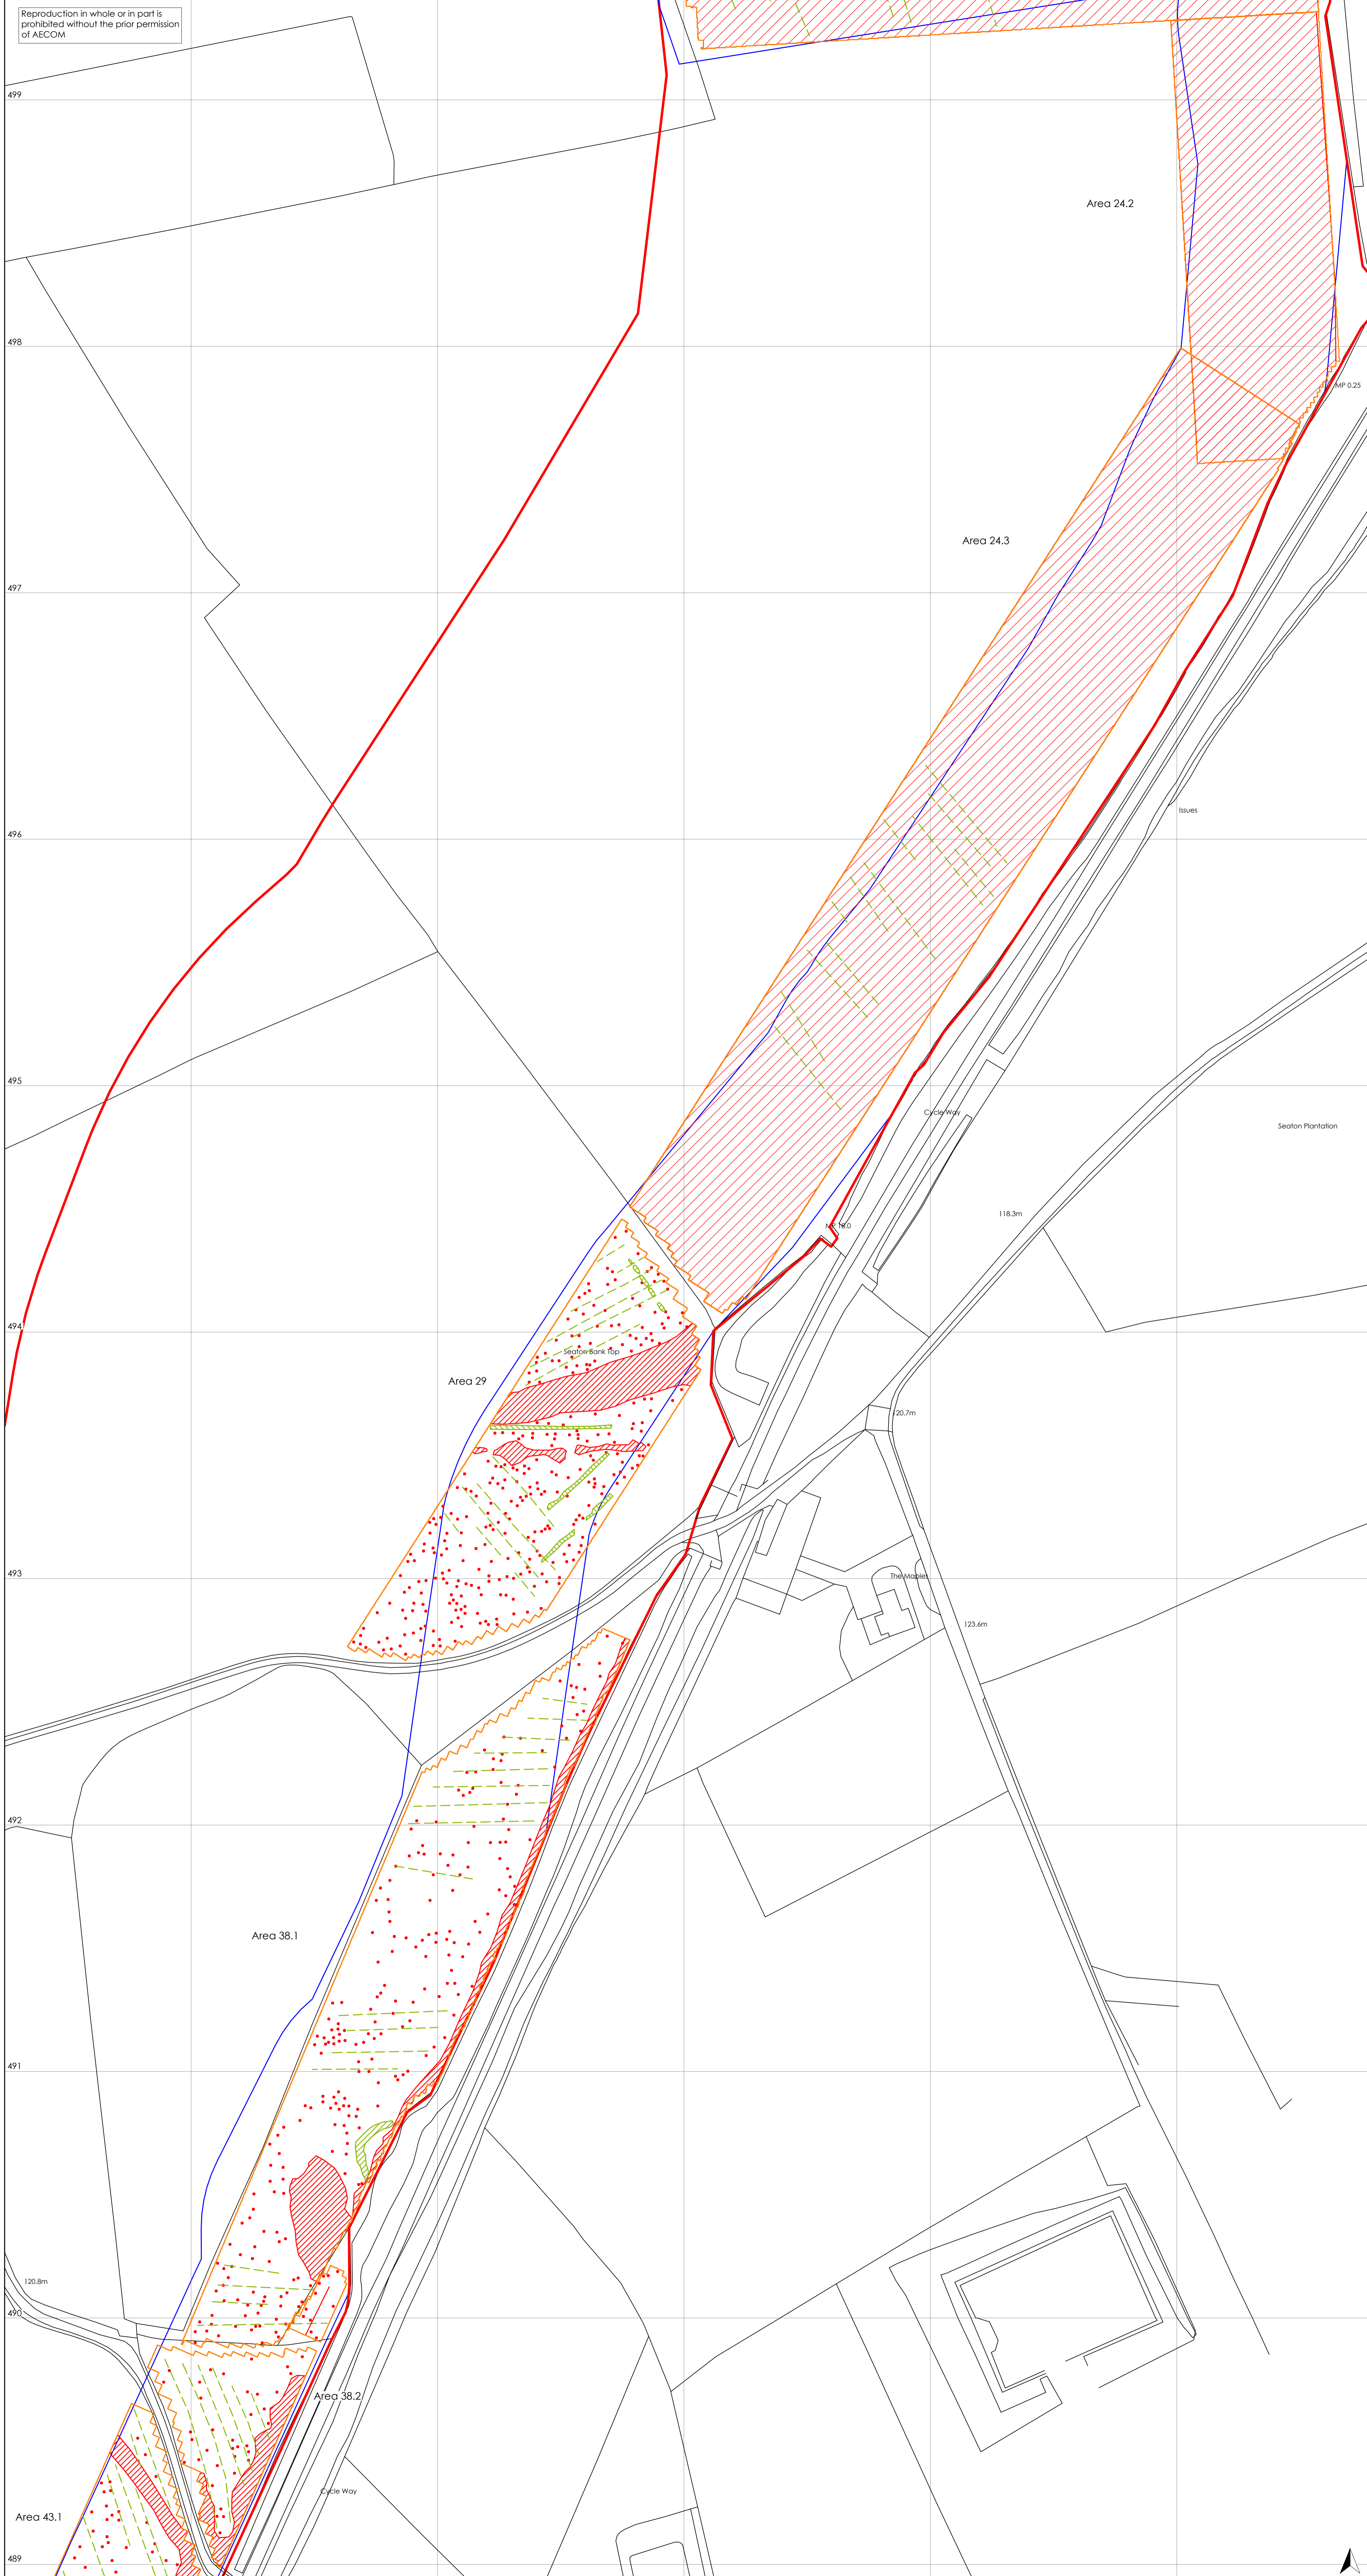 Reproduction in whole or in part is
prohibited without the prior permission
of AECOM
499
Area 24.2
498
MP 0.25
Area 24.3
497
496
Issues
495
Cycle Way
Seaton Plantation
118.3m
MP 18.0
494
Seaton Bank Top
Area 29
120.7m
493
The Maples
123.6m
492
Area 38.1
491
120.8m
490
Area 38.2
Cycle Way
Area 43.1
489